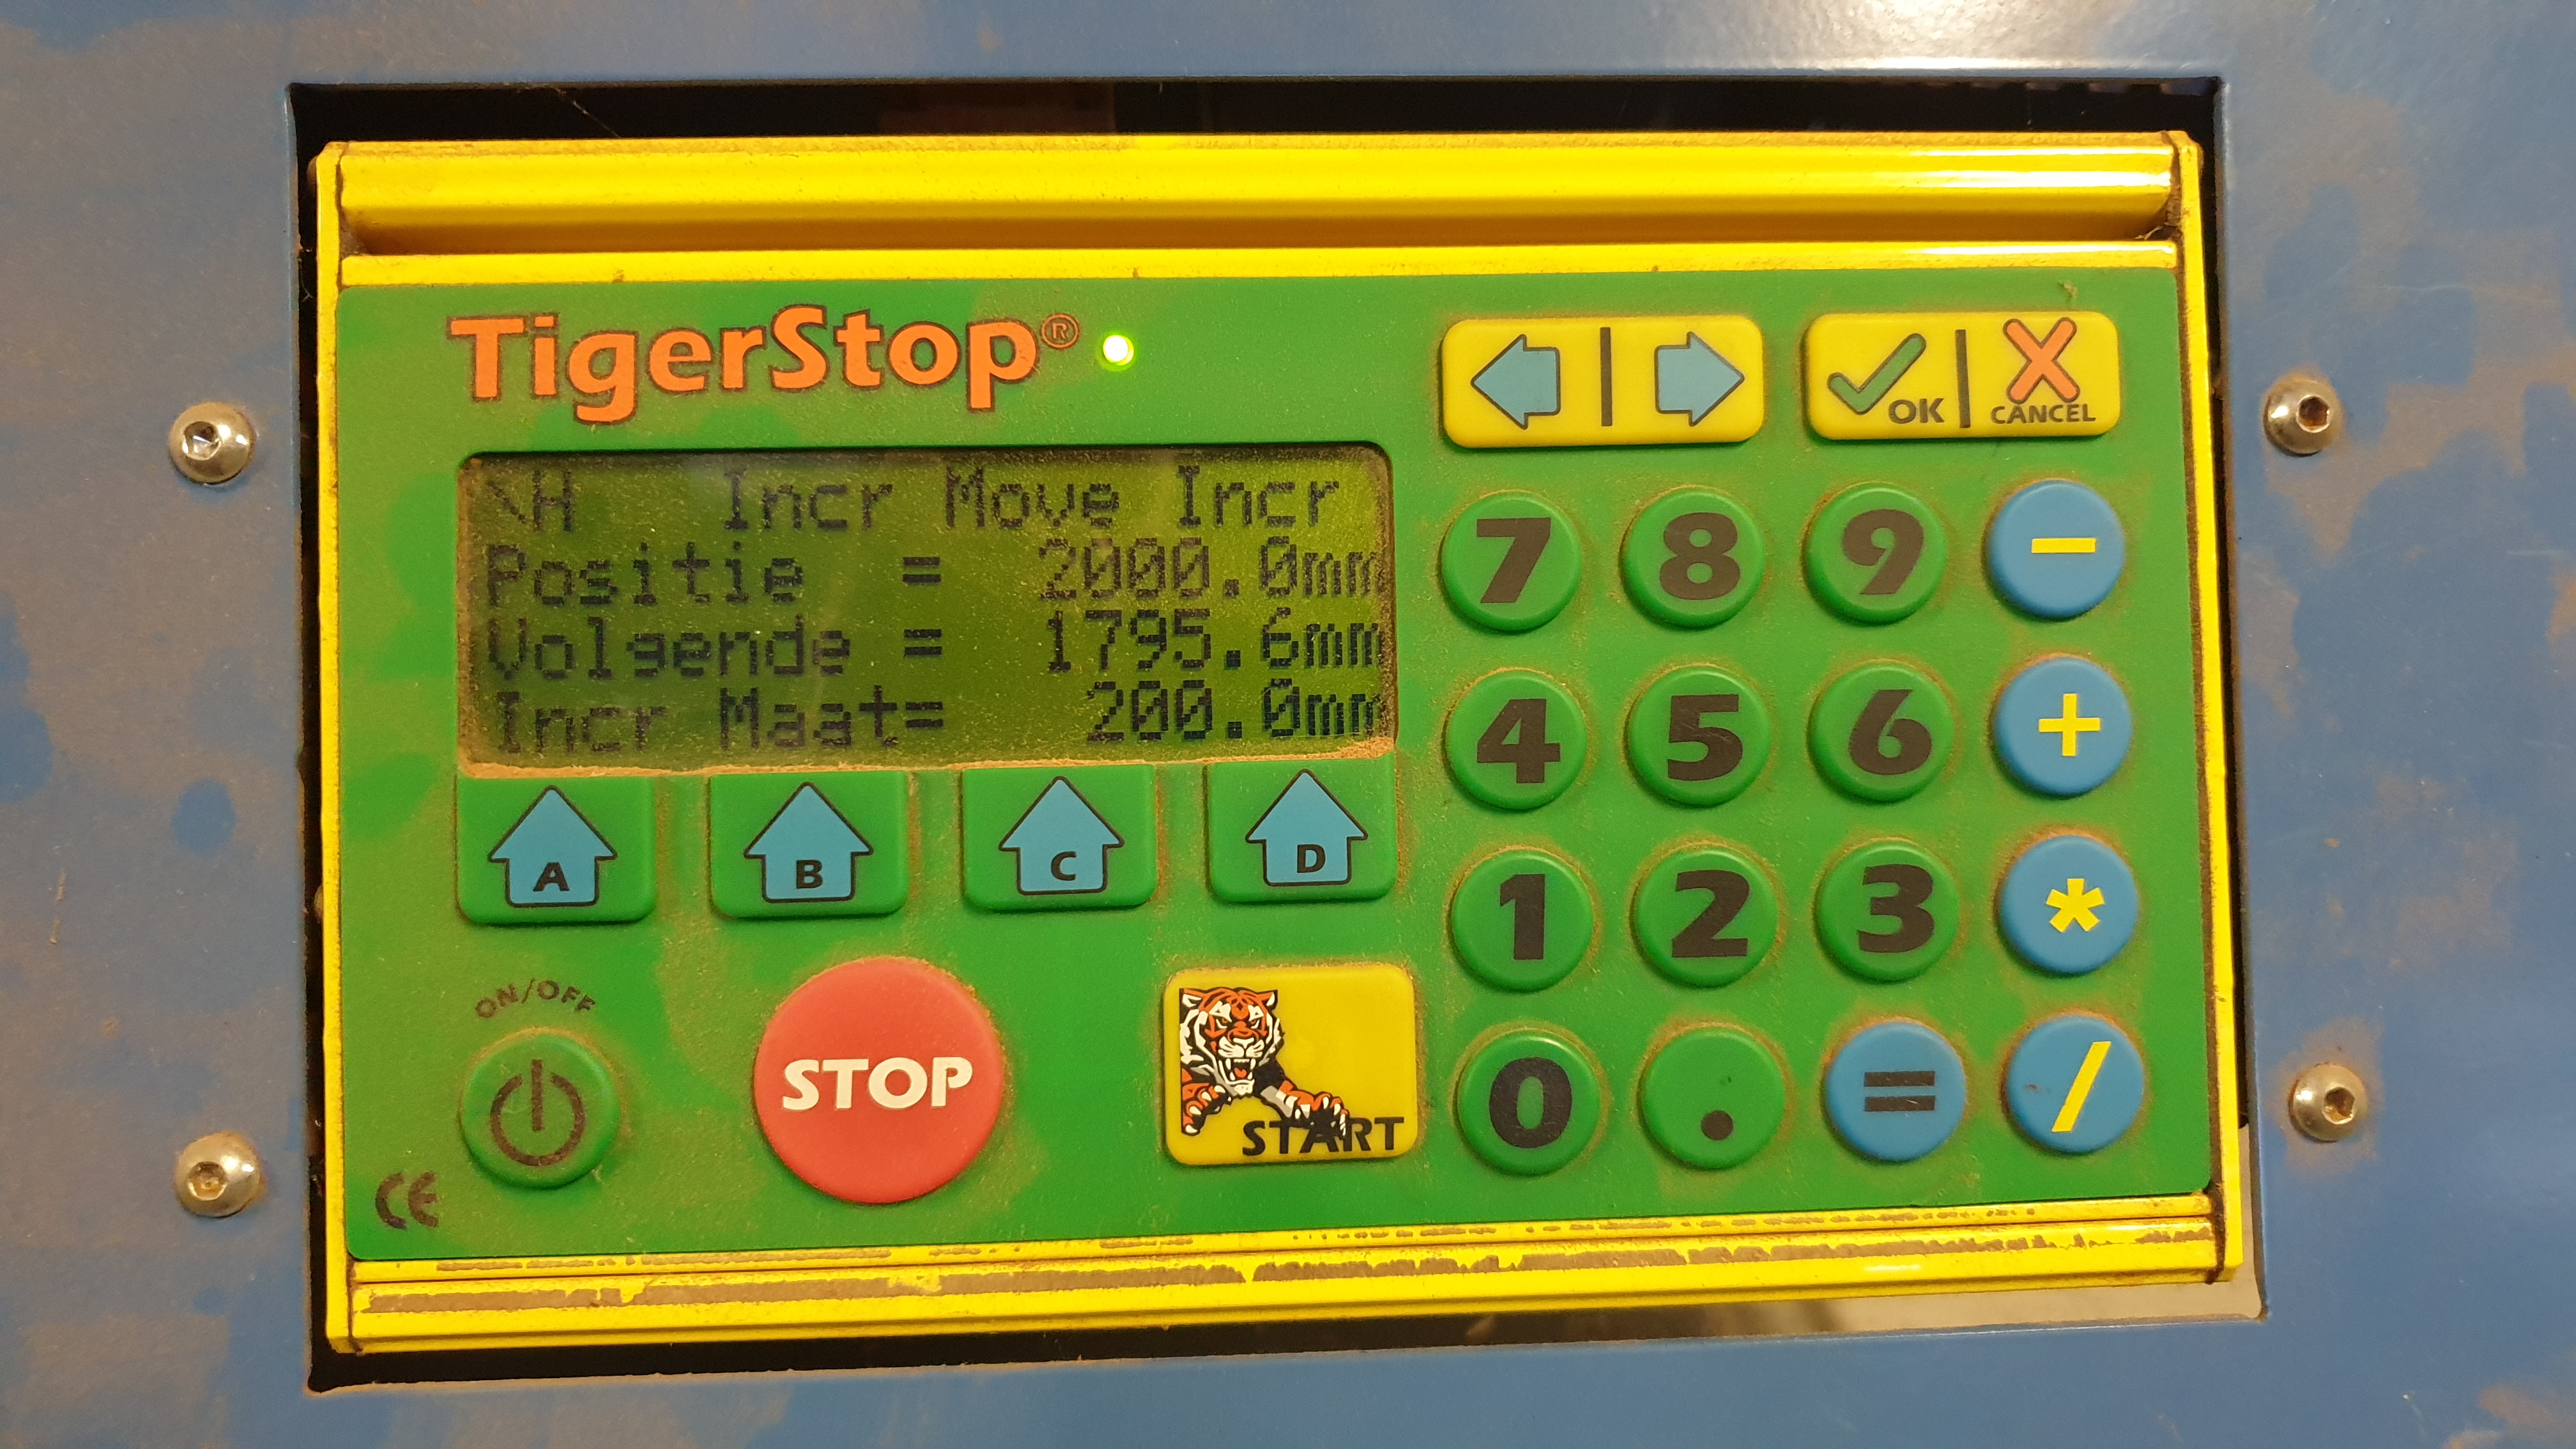 TigerStop®
OK CANCEL
\H Incr Move Incr
Positie = 2000.0mm
Volgende = 1795.6mm
Incr Maat= 200.0mm
7 8 9 -
4 5 6 +
1 2 3 *
0 . = /
A B C D
ON/OFF
STOP
START
CE